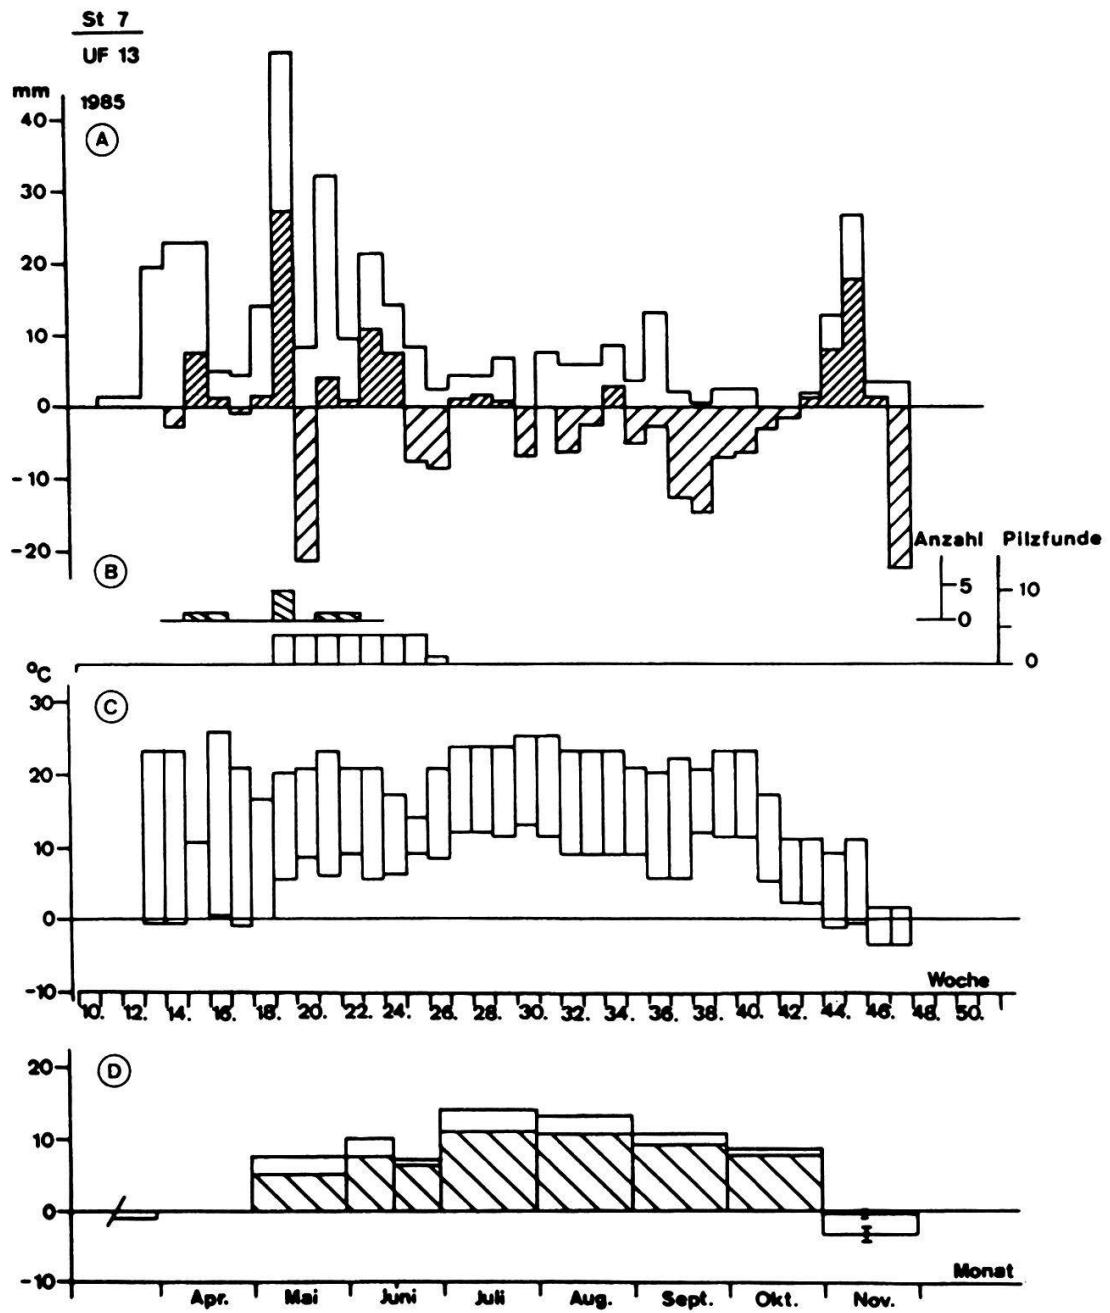 St 7
UF 13
1985
mm
A
40
30
20
10
0
-10
-20
B
Anzahl Pilzfunde
5 10
0
0
°C
C
30
20
10
0
-10
Woche
10. 12. 14. 16. 18. 20. 22. 24. 26. 28. 30. 32. 34. 36. 38. 40. 42. 44. 46. 48. 50.
D
20
10
0
-10
Monat
Apr. Mai Juni Juli Aug. Sept. Okt. Nov.